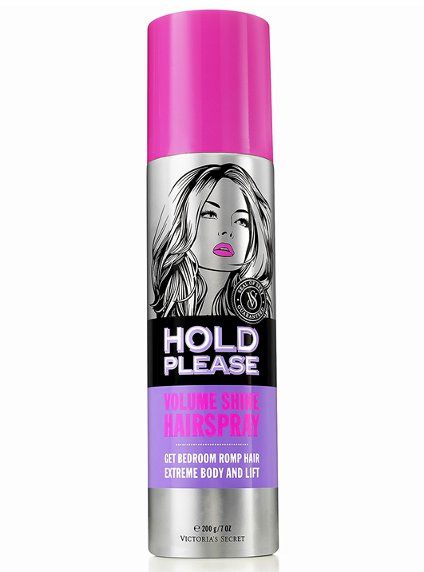 HOLD
PLEASE
VOLUME SHINE
HAIRSPRAY
GET BEDROOM ROMP HAIR
EXTREME BODY AND LIFT
℮ 200 g/7 OZ
VICTORIA'S SECRET